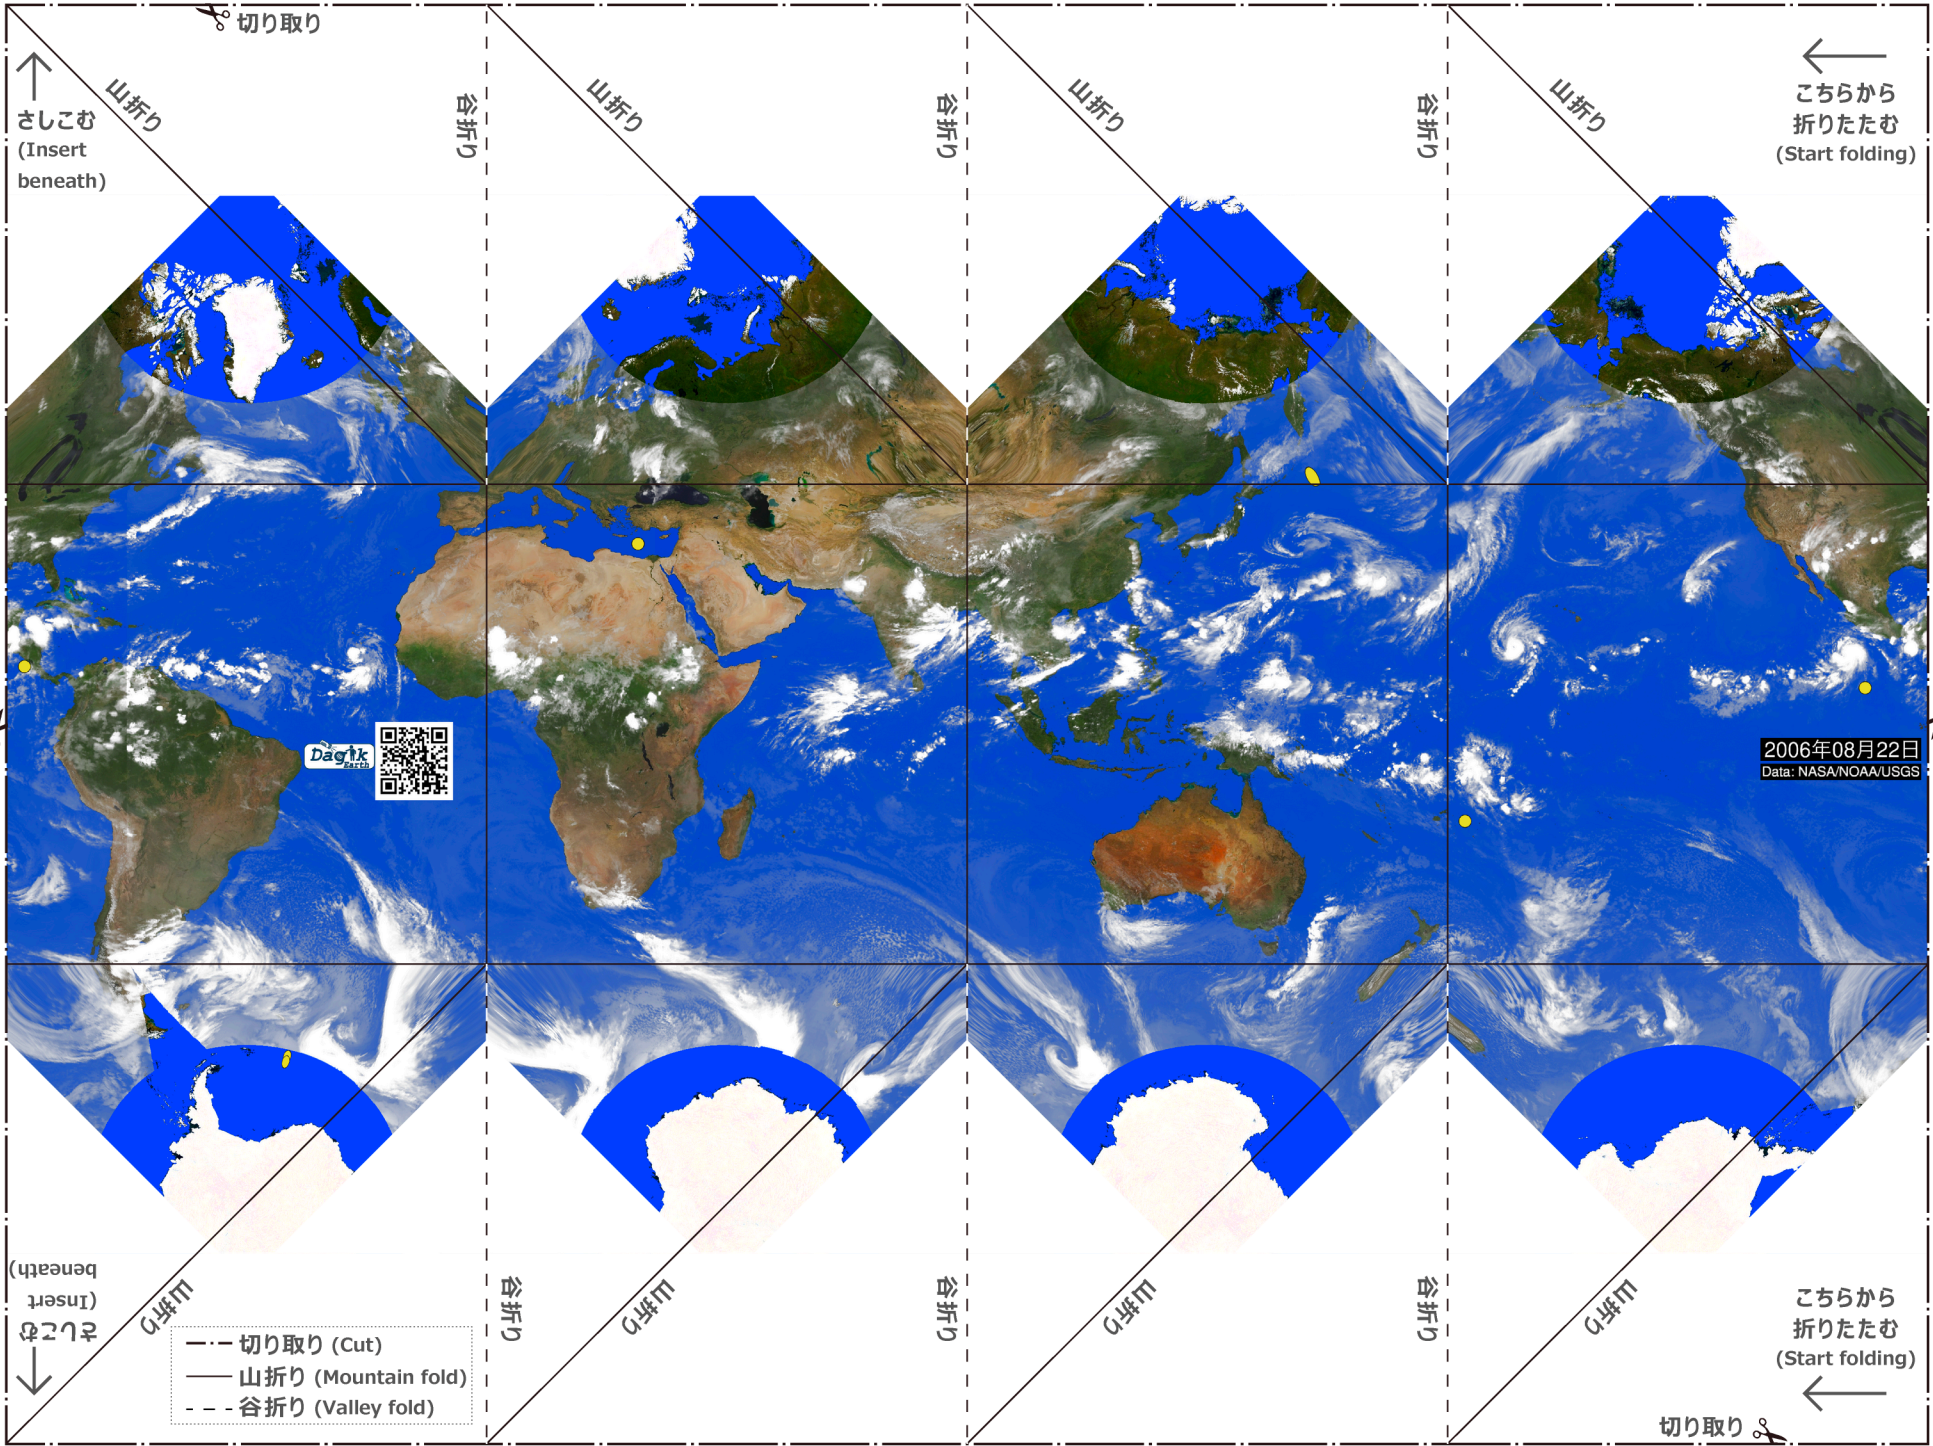 切り取り
山折り
谷折り
山折り
谷折り
山折り
谷折り
山折り
さしこむ
(Insert
beneath)
こちらから
折りたたむ
(Start folding)
Dagik
Earth
2006年08月22日
Data: NASA/NOAA/USGS
さしこむ
(Insert
beneath)
山折り
谷折り
山折り
谷折り
山折り
谷折り
山折り
こちらから
折りたたむ
(Start folding)
切り取り (Cut)
山折り (Mountain fold)
谷折り (Valley fold)
切り取り